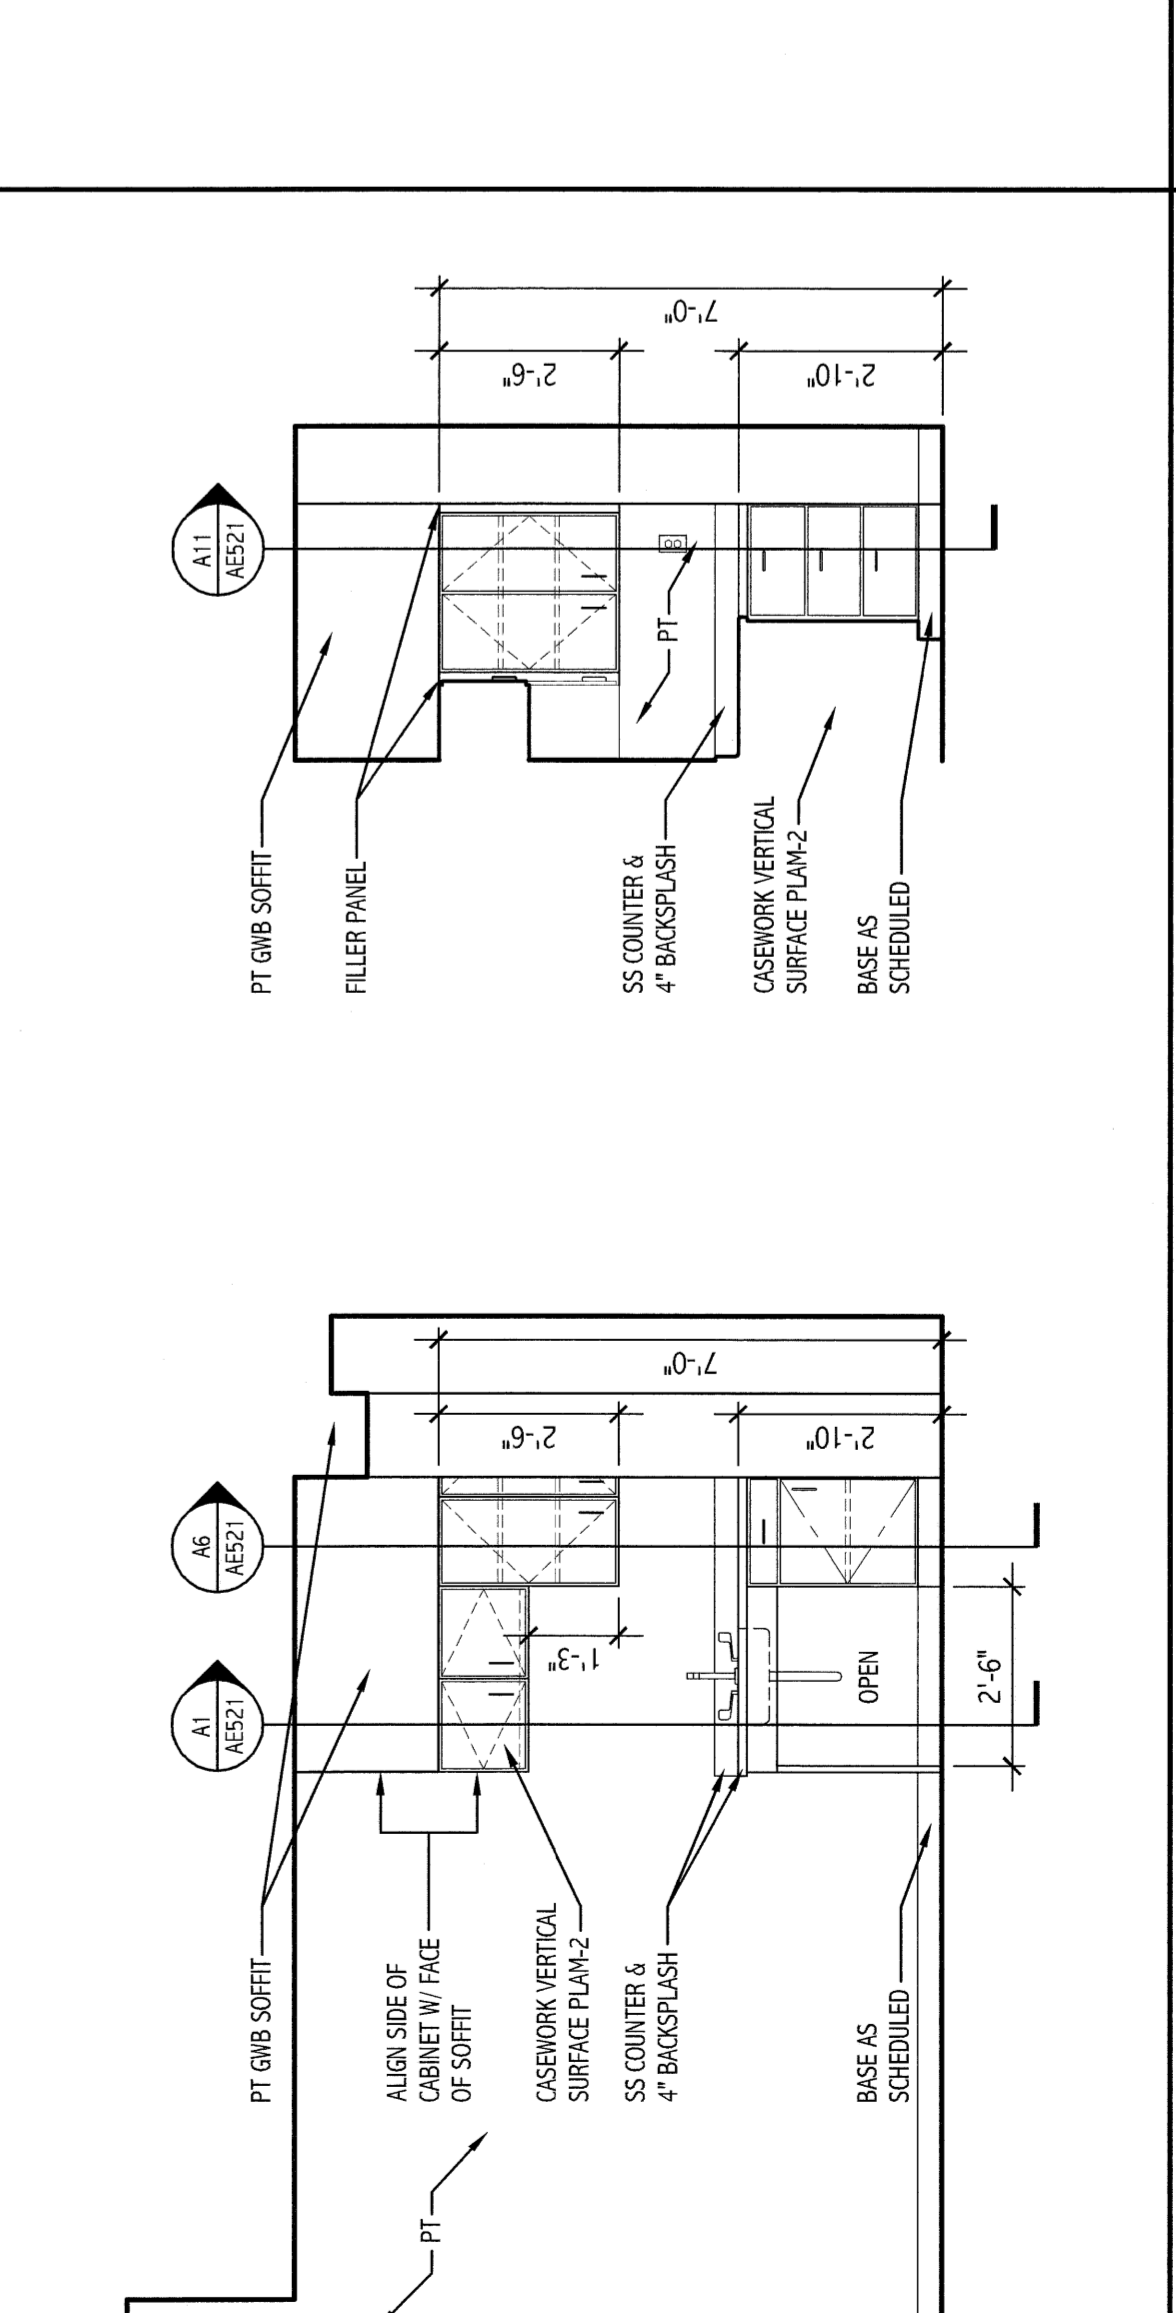 A11
AE521
PT GWB SOFFIT
FILLER PANEL
SS COUNTER &
4" BACKSPLASH
CASEWORK VERTICAL
SURFACE PLAM-2
BASE AS
SCHEDULED
PT
7'-0"
2'-6"
2'-10"
A6
AE521
A1
AE521
PT GWB SOFFIT
ALIGN SIDE OF
CABINET W/ FACE
OF SOFFIT
CASEWORK VERTICAL
SURFACE PLAM-2
SS COUNTER &
4" BACKSPLASH
BASE AS
SCHEDULED
PT
OPEN
7'-0"
2'-6"
2'-10"
1'-3"
2'-6"